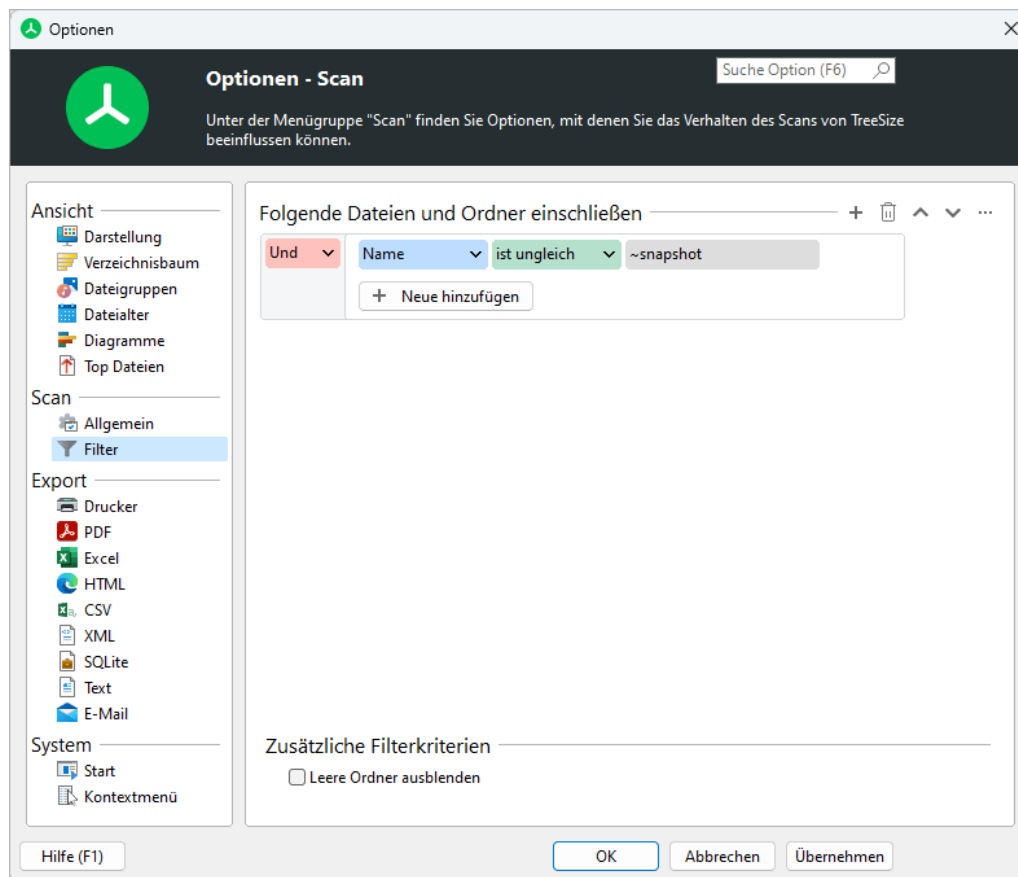 Optionen
Optionen - Scan
Suche Option (F6)
Unter der Menügruppe "Scan" finden Sie Optionen, mit denen Sie das Verhalten des Scans von TreeSize
beeinflussen können.
Ansicht
Darstellung
Verzeichnisbaum
Dateigruppen
Dateialter
Diagramme
Top Dateien
Scan
Allgemein
Filter
Export
Drucker
PDF
Excel
HTML
CSV
XML
SQLite
Text
E-Mail
System
Start
Kontextmenü
Folgende Dateien und Ordner einschließen
Und Name ist ungleich ~snapshot
Neue hinzufügen
Zusätzliche Filterkriterien
Leere Ordner ausblenden
Hilfe (F1) OK Abbrechen Übernehmen